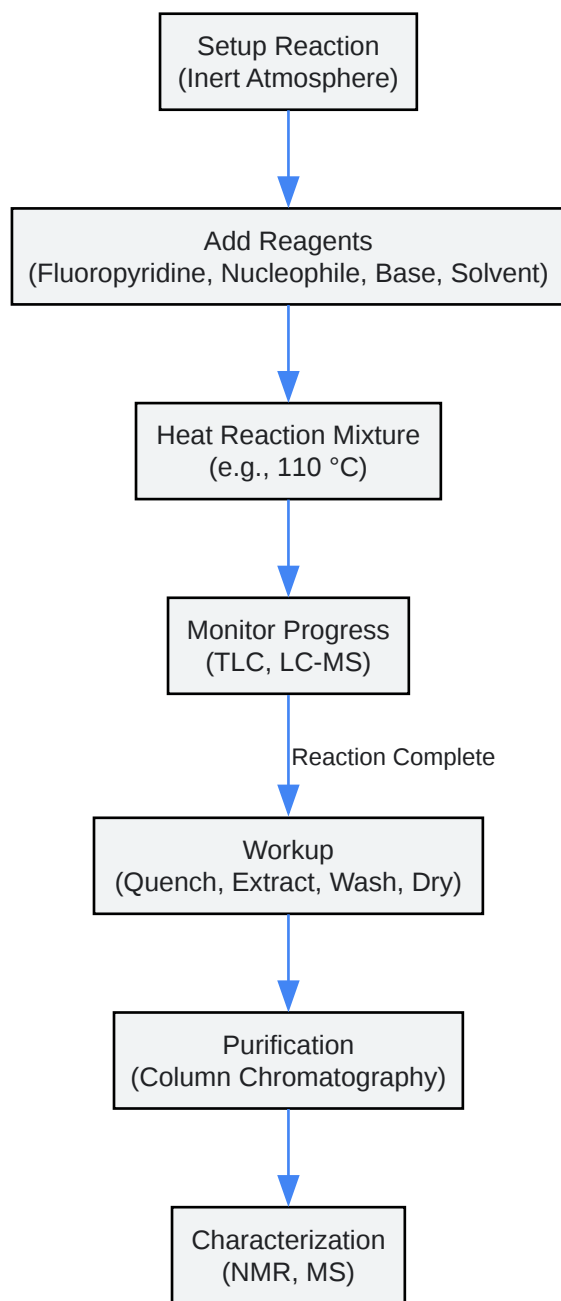 Setup Reaction
(Inert Atmosphere)
Add Reagents
(Fluoropyridine, Nucleophile, Base, Solvent)
Heat Reaction Mixture
(e.g., 110 °C)
Monitor Progress
(TLC, LC-MS)
Reaction Complete
Workup
(Quench, Extract, Wash, Dry)
Purification
(Column Chromatography)
Characterization
(NMR, MS)